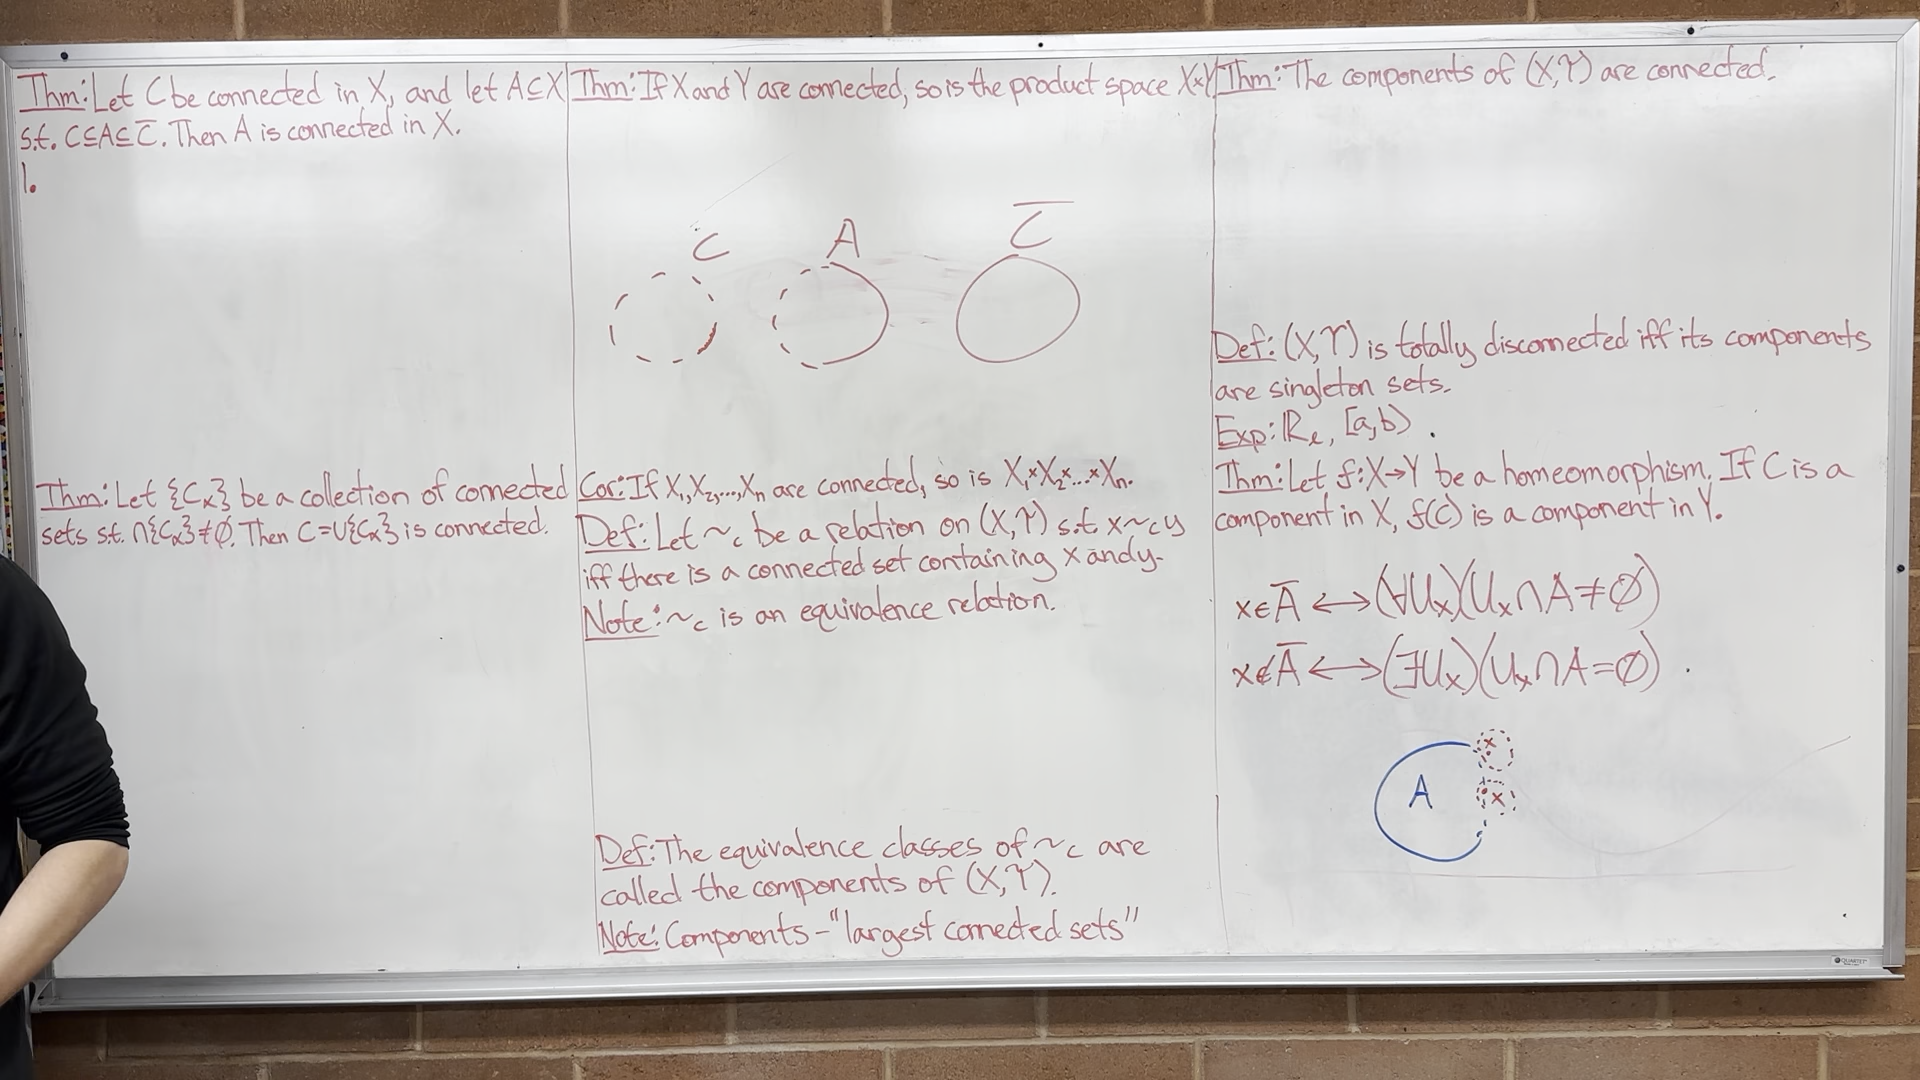 Thm: Let C be connected in X, and let A⊆X
s.t. C⊆A⊆C̅. Then A is connected in X.
1.
Thm: Let {Cα} be a collection of connected
sets s.t. ∩{Cα}≠∅. Then C=∪{Cα} is connected.
Thm: If X and Y are connected, so is the product space X×Y
C A C̅
Cor: If X₁,X₂,...,Xₙ are connected, so is X₁×X₂×...×Xₙ.
Def: Let ~c be a relation on (X,τ) s.t x~c y
iff there is a connected set containing x and y.
Note: ~c is an equivalence relation.
Def: The equivalence classes of ~c are
called the components of (X,τ).
Note: Components - "largest connected sets"
Thm: The components of (X,τ) are connected.
Def: (X,τ) is totally disconnected iff its components
are singleton sets.
Exp: ℝℓ, [a,b)
Thm: Let f: X→Y be a homeomorphism. If C is a
component in X, f(C) is a component in Y.
x∈A̅ ⟷ (∀Uₓ)(Uₓ∩A≠∅)
x∉A̅ ⟷ (∃Uₓ)(Uₓ∩A=∅)
x
A x
QUARTET